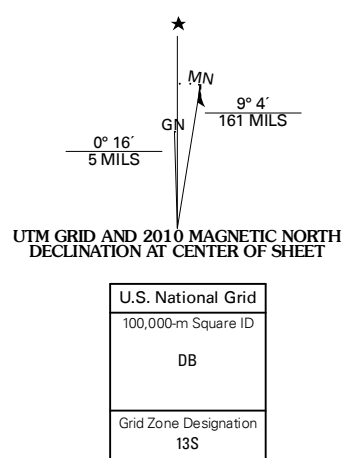 MN
9° 4´
161 MILS
GN
0° 16´
5 MILS
UTM GRID AND 2010 MAGNETIC NORTH
DECLINATION AT CENTER OF SHEET
U.S. National Grid
100,000-m Square ID
DB
Grid Zone Designation
13S